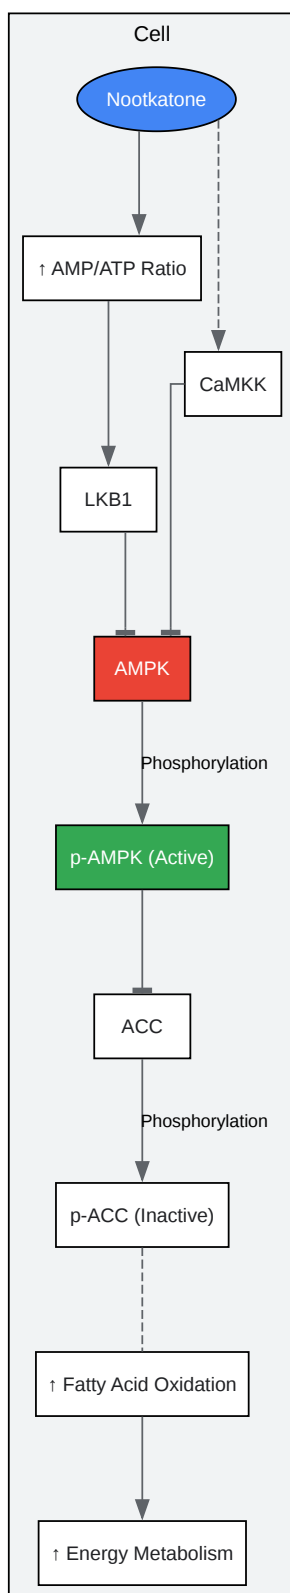 Cell
Nootkatone
↑ AMP/ATP Ratio
CaMKK
LKB1
AMPK
Phosphorylation
p-AMPK (Active)
ACC
Phosphorylation
p-ACC (Inactive)
↑ Fatty Acid Oxidation
↑ Energy Metabolism